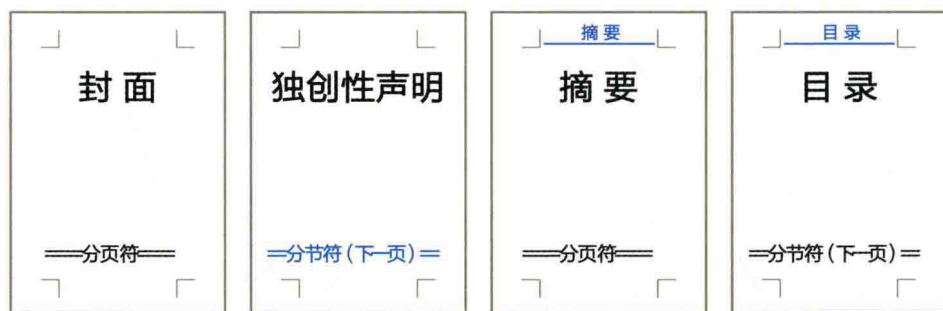 封面
===分页符===
独创性声明
==分节符(下一页)==
摘要
摘要
===分页符===
目录
目录
==分节符(下一页)==